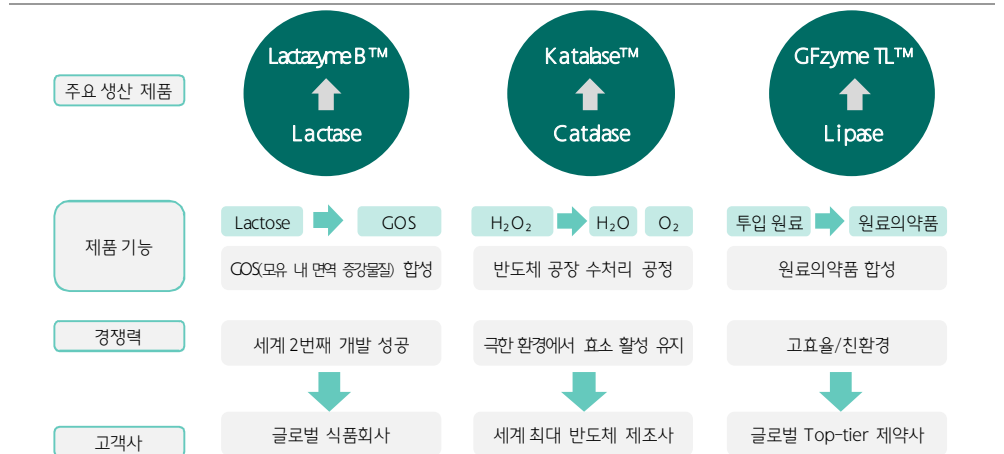 주요 생산 제품
Lactazyme B™
Lactase
Katalase™
Catalase
GFzyme TL™
Lipase
제품 기능
Lactose
GOS
H₂O₂
H₂O
O₂
투입 원료
원료의약품
GOS(모유 내 면역 증강물질) 합성
반도체 공장 수처리 공정
원료의약품 합성
경쟁력
세계 2번째 개발 성공
극한 환경에서 효소 활성 유지
고효율/친환경
고객사
글로벌 식품회사
세계 최대 반도체 제조사
글로벌 Top-tier 제약사